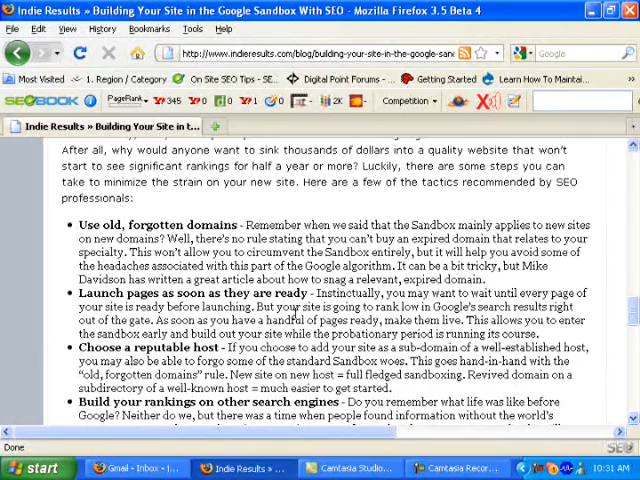 Indie Results » Building Your Site in the Google Sandbox With SEO - Mozilla Firefox 3.5 Beta 4
File Edit View History Bookmarks Tools Help
http://www.indieresults.com/blog/building-your-site-in-the-google-san
Google
Most Visited 1. Region / Category On Site SEO Tips - SE... Digital Point Forums - ... Getting Started Learn How To Maintai...
SEOBOOK PageRank 345 0 1 0 2K Competition
Indie Results » Building Your Site in t...
After all, why would anyone want to sink thousands of dollars into a quality website that won't
start to see significant rankings for half a year or more? Luckily, there are some steps you can
take to minimize the strain on your new site. Here are a few of the tactics recommended by SEO
professionals:
Use old, forgotten domains - Remember when we said that the Sandbox mainly applies to new sites
on new domains? Well, there's no rule stating that you can't buy an expired domain that relates to your
specialty. This won't allow you to circumvent the Sandbox entirely, but it will help you avoid some of
the headaches associated with this part of the Google algorithm. It can be a bit tricky, but Mike
Davidson has written a great article about how to snag a relevant, expired domain.
Launch pages as soon as they are ready - Instinctually, you may want to wait until every page of
your site is ready before launching. But your site is going to rank low in Google's search results right
out of the gate. As soon as you have a handful of pages ready, make them live. This allows you to enter
the sandbox early and build out your site while the probationary period is running its course.
Choose a reputable host - If you choose to add your site as a sub-domain of a well-established host,
you may also be able to forgo some of the standard Sandbox woes. This goes hand-in-hand with the
"old, forgotten domains" rule. New site on new host = full fledged sandboxing. Revived domain on a
subdirectory of a well-known host = much easier to get started.
Build your rankings on other search engines - Do you remember what life was like before
Google? Neither do we, but there was a time when people found information without the world's
Done
SEO
start Gmail - Inbox - j... Indie Results » ... Camtasia Studio... Camtasia Recor... 10:31 AM